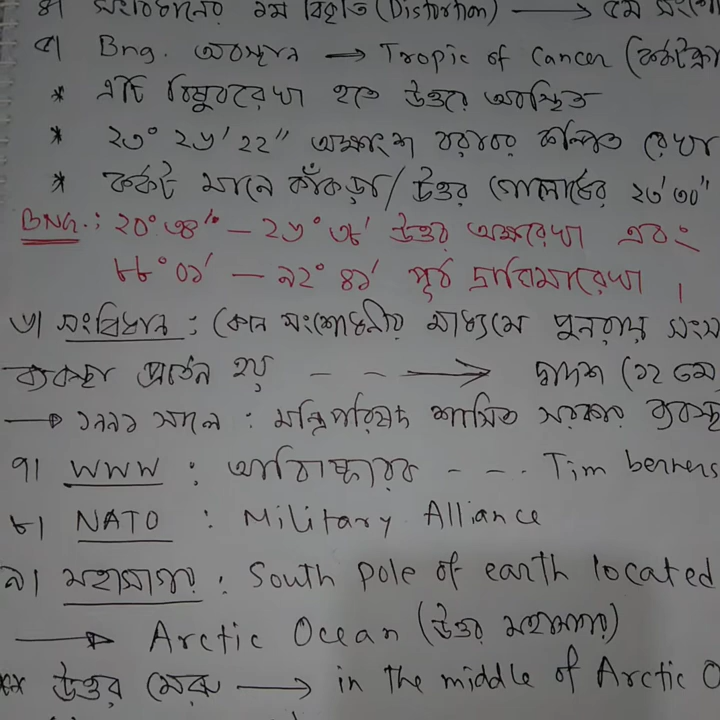 ৪। সংবিধানের ১ম বিকৃতি (Distortion) ⟶ ৫ম সংশো
৫। Bng. অবস্থান → Tropic of Cancer (কর্কটক্রা
* এটি বিষুবরেখা হতে উত্তরে অবস্থিত
* ২৩° ২৬′ ২২″ অক্ষাংশ বরাবর কল্পিত রেখা
* কর্কট মানে কাঁকড়া/উত্তর গোলার্ধের ২৩′ ৩০″
BNG.: ২০° ৩৪′ – ২৬° ৩৮′ উত্তর অক্ষরেখা এবং
৮৮° ০১′ – ৯২° ৪১′ পূর্ব দ্রাঘিমারেখা ।
৬। সংবিধান : কোন সংশোধনীর মাধ্যমে পুনরায় সংস
ব্যবস্থা প্রবর্তন হয় - - ⟶ দ্বাদশ (১২ তম
→ ১৯৯১ সালে : মন্ত্রিপরিষদ শাসিত সরকার ব্যবস্থ
৭। WWW : আবিষ্কারক - - - Tim berners
৮। NATO : Military Alliance
৯। মহাসাগর : South pole of earth located
⟶ Arctic Ocean (উত্তর মহাসাগর)
** উত্তর মেরু ⟶ in the middle of Arctic O